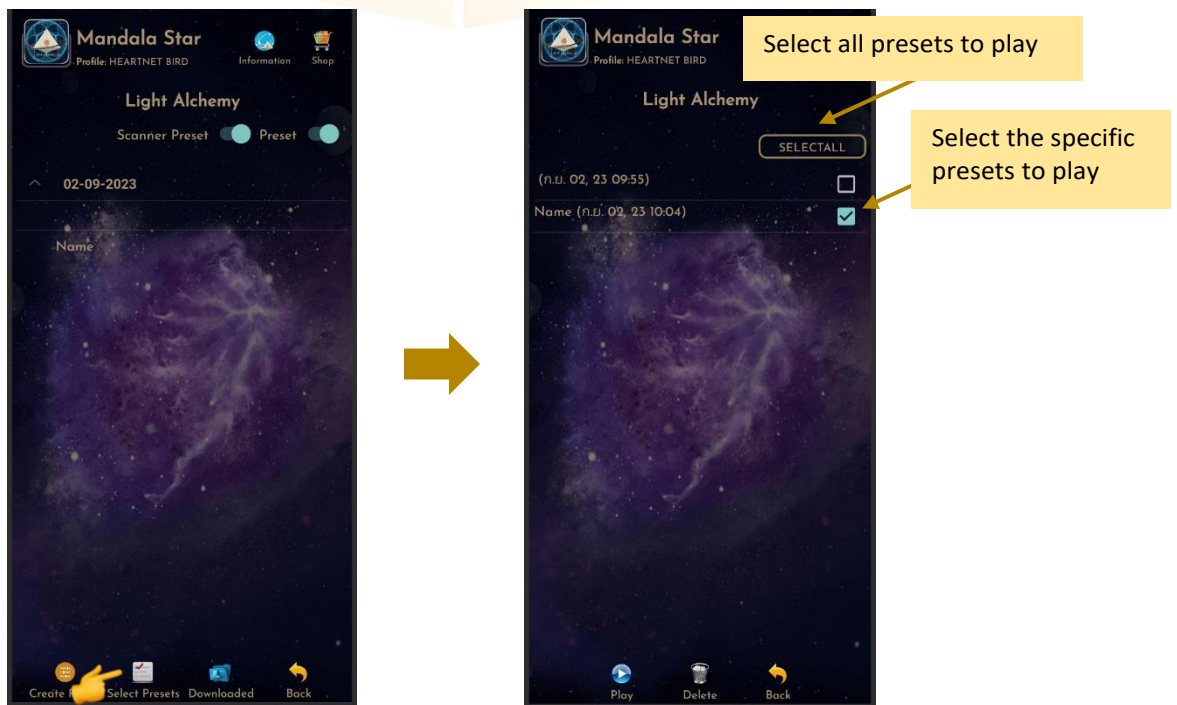 Mandala Star
Profile: HEARTNET BIRD
Information
Shop
Light Alchemy
Scanner Preset
Preset
02-09-2023
Name
Create
Select Presets
Downloaded
Back
Mandala Star
Profile: HEARTNET BIRD
Light Alchemy
SELECTALL
(ก.ย. 02, 23 09:55)
Name (ก.ย. 02, 23 10:04)
Play
Delete
Back
Select all presets to play
Select the specific
presets to play